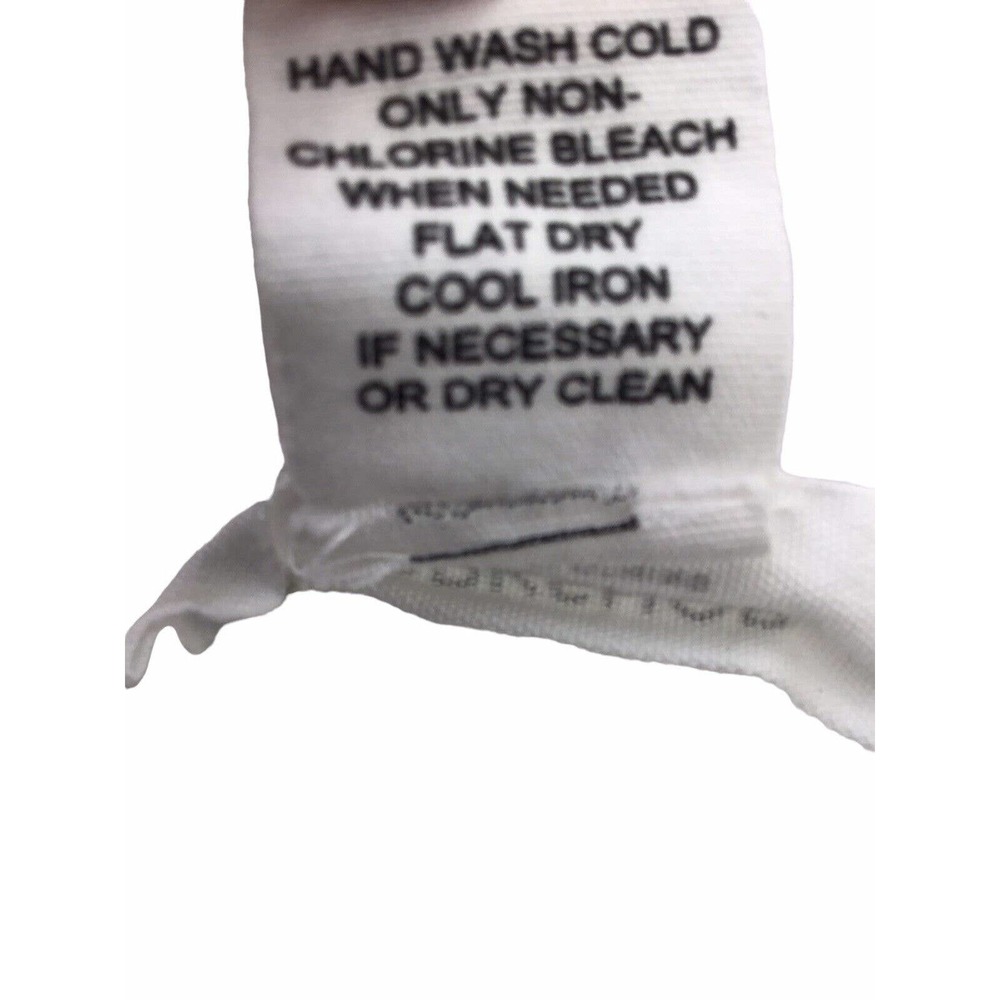 HAND WASH COLD
ONLY NON-
CHLORINE BLEACH
WHEN NEEDED
FLAT DRY
COOL IRON
IF NECESSARY
OR DRY CLEAN